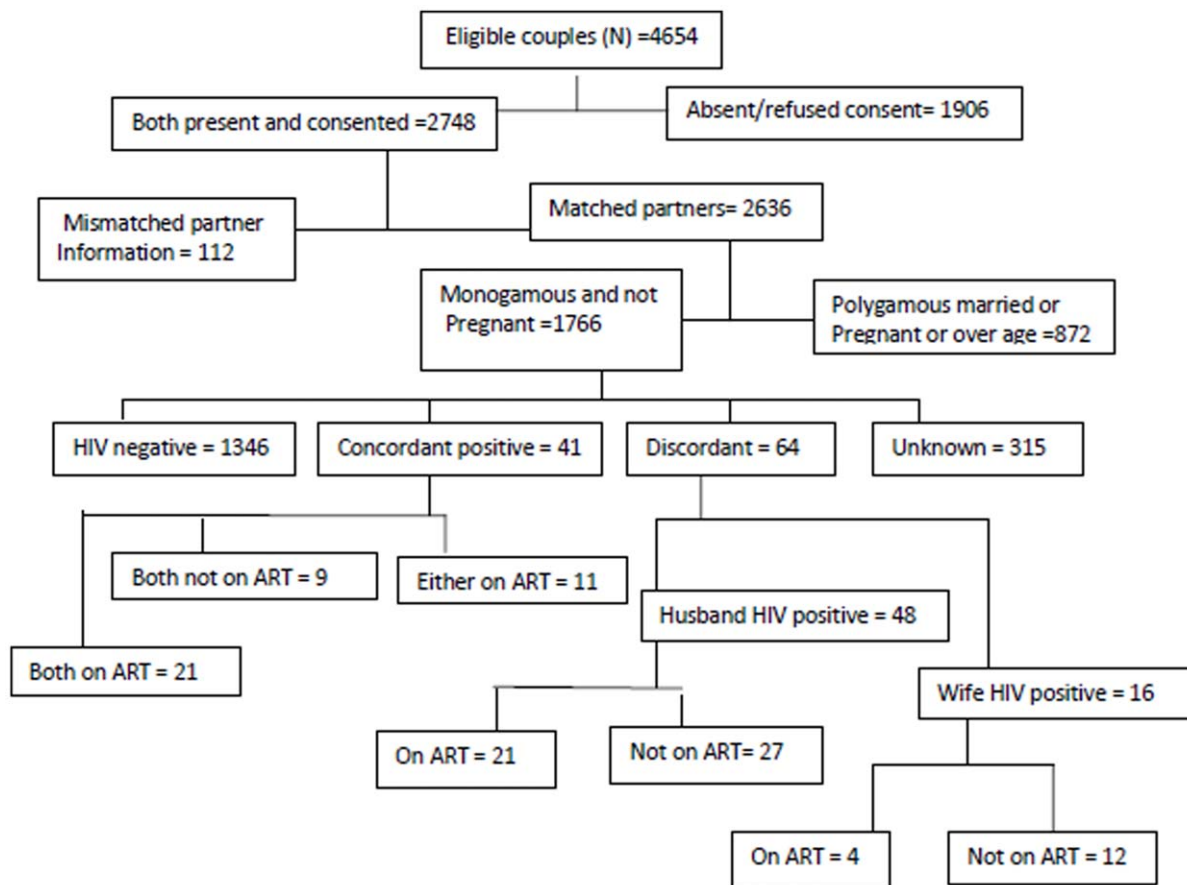 Eligible couples (N) =4654
Both present and consented =2748
Absent/refused consent= 1906
Mismatched partner
Information = 112
Matched partners= 2636
Monogamous and not
Pregnant =1766
Polygamous married or
Pregnant or over age =872
HIV negative = 1346
Concordant positive = 41
Discordant = 64
Unknown = 315
Both not on ART = 9
Either on ART = 11
Both on ART = 21
Husband HIV positive = 48
Wife HIV positive = 16
On ART = 21
Not on ART= 27
On ART = 4
Not on ART = 12